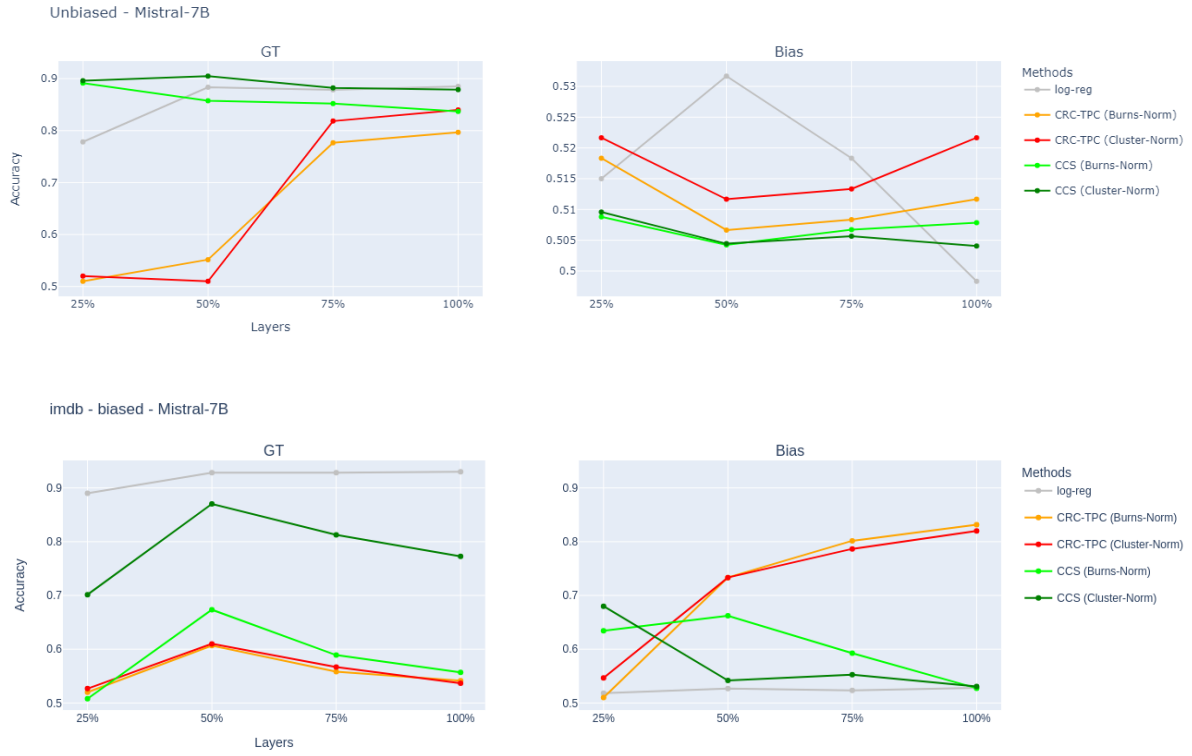 Unbiased - Mistral-7B
GT
Bias
Accuracy
0.9
0.8
0.7
0.6
0.5
25%
50%
75%
100%
Layers
0.53
0.525
0.52
0.515
0.51
0.505
0.5
25%
50%
75%
100%
Methods
log-reg
CRC-TPC (Burns-Norm)
CRC-TPC (Cluster-Norm)
CCS (Burns-Norm)
CCS (Cluster-Norm)
imdb - biased - Mistral-7B
GT
Bias
Accuracy
0.9
0.8
0.7
0.6
0.5
25%
50%
75%
100%
Layers
0.9
0.8
0.7
0.6
0.5
25%
50%
75%
100%
Methods
log-reg
CRC-TPC (Burns-Norm)
CRC-TPC (Cluster-Norm)
CCS (Burns-Norm)
CCS (Cluster-Norm)